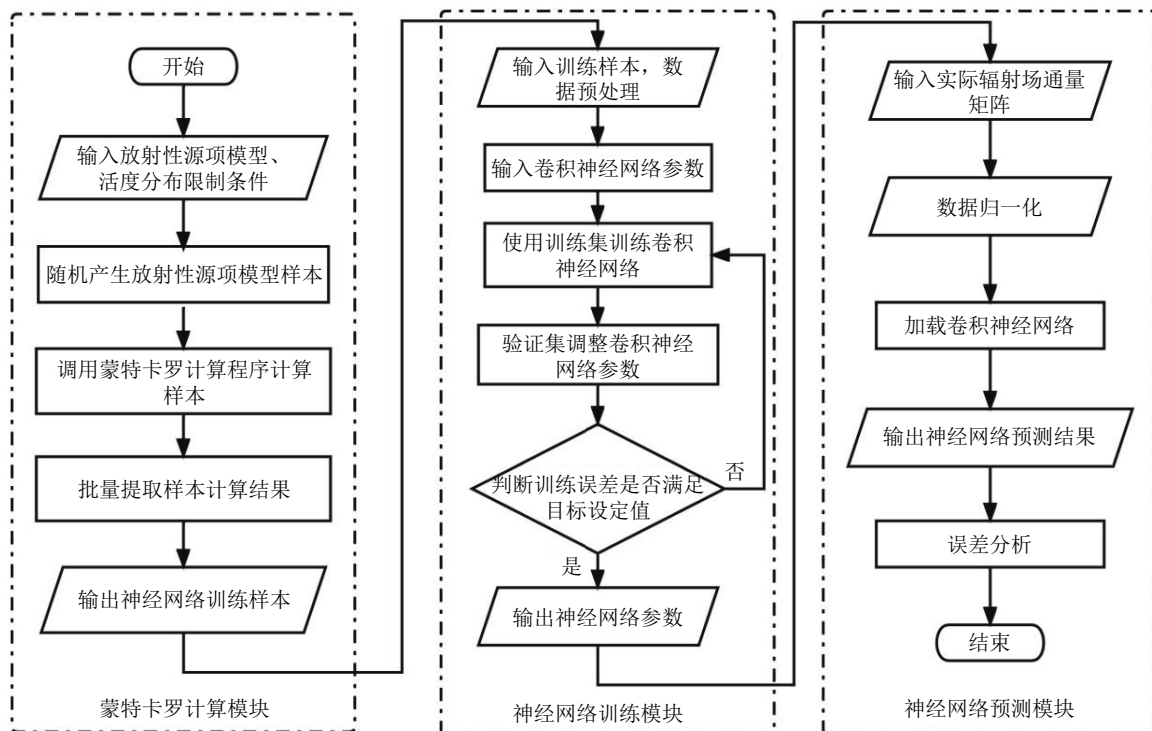 开始
输入放射性源项模型、
活度分布限制条件
随机产生放射性源项模型样本
调用蒙特卡罗计算程序计算
样本
批量提取样本计算结果
输出神经网络训练样本
蒙特卡罗计算模块
输入训练样本，数
据预处理
输入卷积神经网络参数
使用训练集训练卷积
神经网络
验证集调整卷积神经
网络参数
判断训练误差是否满足
目标设定值
否
是
输出神经网络参数
神经网络训练模块
输入实际辐射场通量
矩阵
数据归一化
加载卷积神经网络
输出神经网络预测结果
误差分析
结束
神经网络预测模块